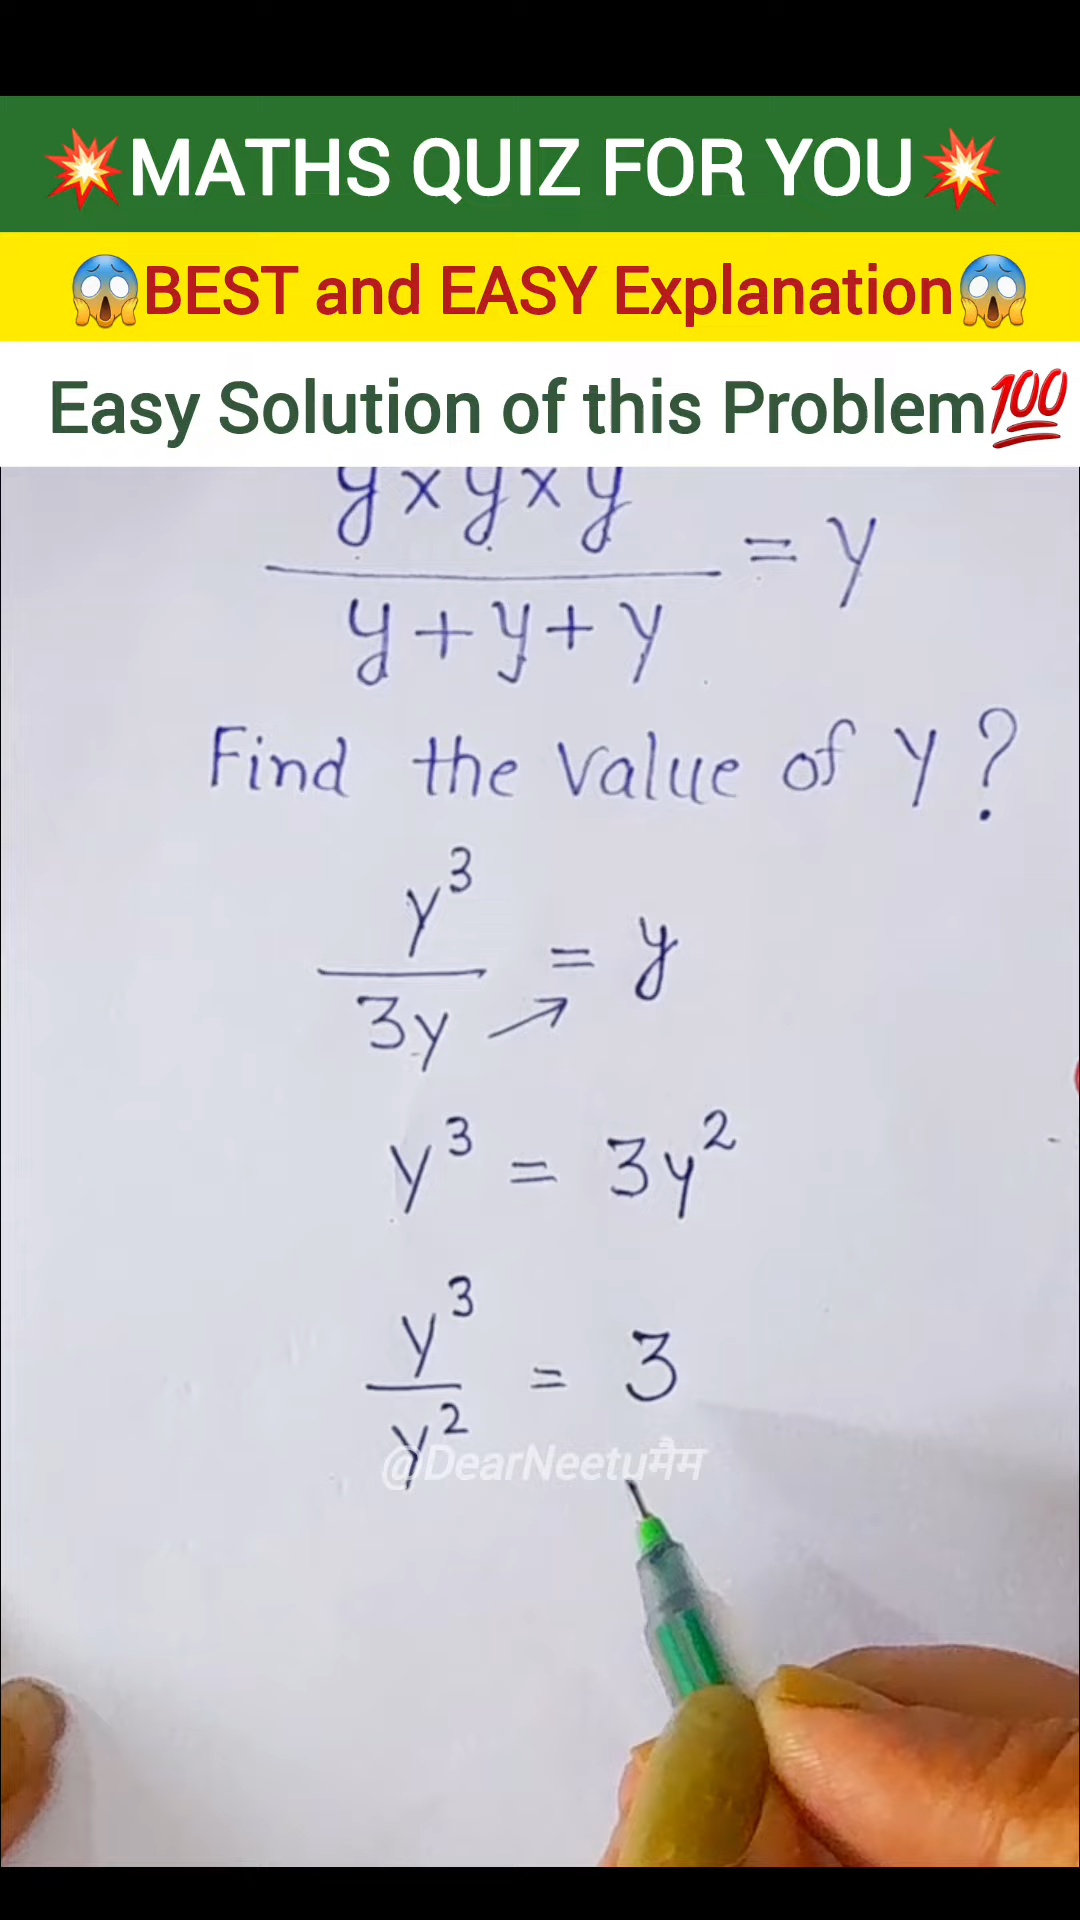 💥MATHS QUIZ FOR YOU💥
😱BEST and EASY Explanation😱
Easy Solution of this Problem💯
y×y×y
= y
y+y+y
Find the value of y?
y³
= y
3y
y³ = 3y²
y³
= 3
y²
@DearNeetuमैम